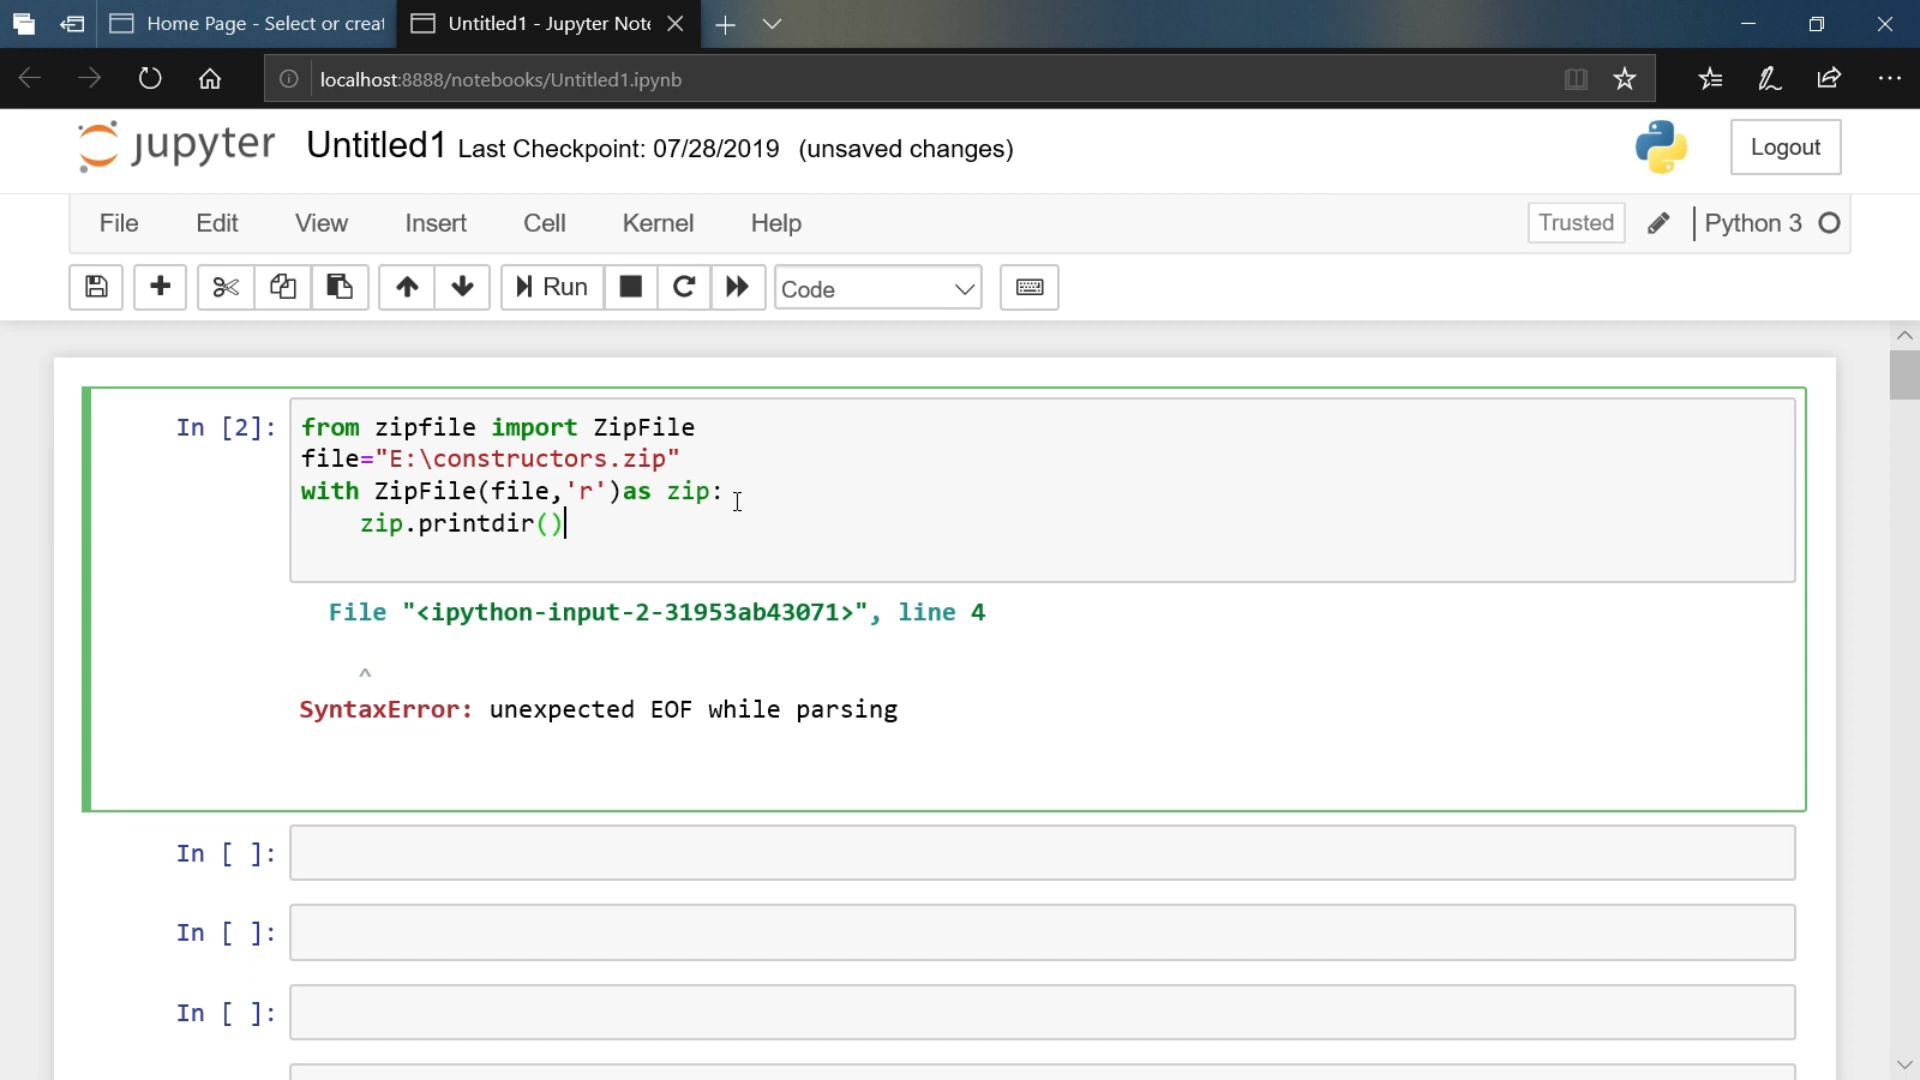 Home Page - Select or creat
Untitled1 - Jupyter Note
localhost:8888/notebooks/Untitled1.ipynb
jupyter Untitled1 Last Checkpoint: 07/28/2019 (unsaved changes)
Logout
File Edit View Insert Cell Kernel Help
Trusted
Python 3
Run
Code
In [2]: from zipfile import ZipFile
file="E:\constructors.zip"
with ZipFile(file,'r')as zip:
zip.printdir()
File "<ipython-input-2-31953ab43071>", line 4
^
SyntaxError: unexpected EOF while parsing
In [ ]:
In [ ]:
In [ ]: